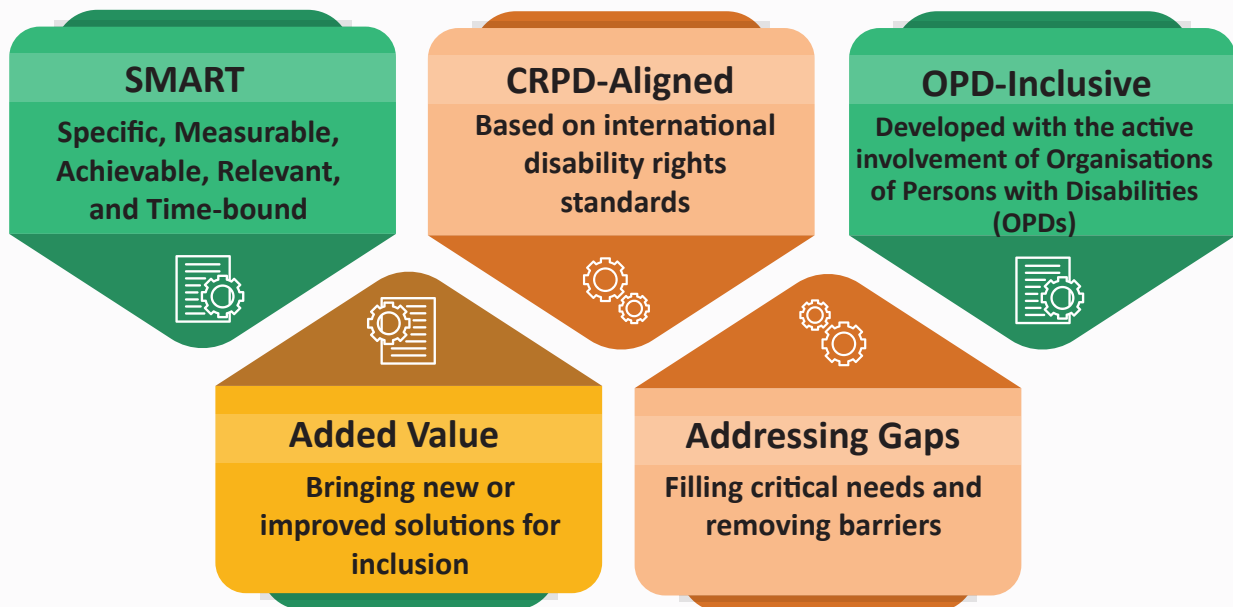 SMART
Specific, Measurable,
Achievable, Relevant,
and Time-bound
CRPD-Aligned
Based on international
disability rights
standards
OPD-Inclusive
Developed with the active
involvement of Organisations
of Persons with Disabilities
(OPDs)
Added Value
Bringing new or
improved solutions for
inclusion
Addressing Gaps
Filling critical needs and
removing barriers